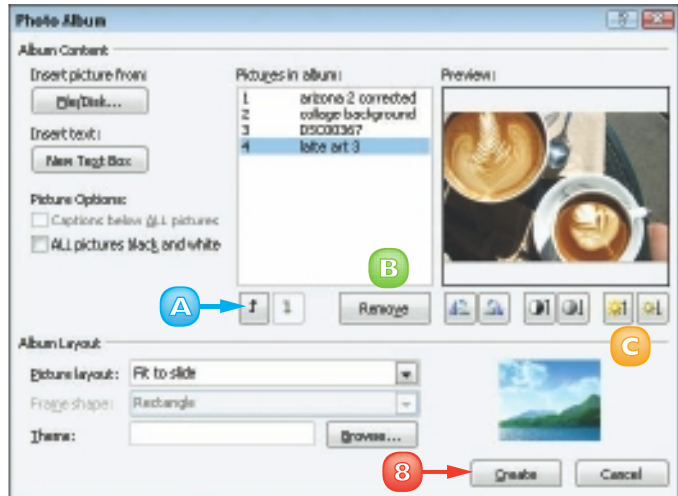 Photo Album
Album Content
Insert picture from:
File/Disk...
Insert text:
New Text Box
Picture Options:
Captions below ALL pictures
ALL pictures black and white
Pictures in album:
1 arizona 2 corrected
2 collage background
3 DSC00367
4 latte art 3
Preview:
A
B
Remove
C
Album Layout
Picture layout: Fit to slide
Frame shape: Rectangle
Theme:
Browse...
8
Create
Cancel